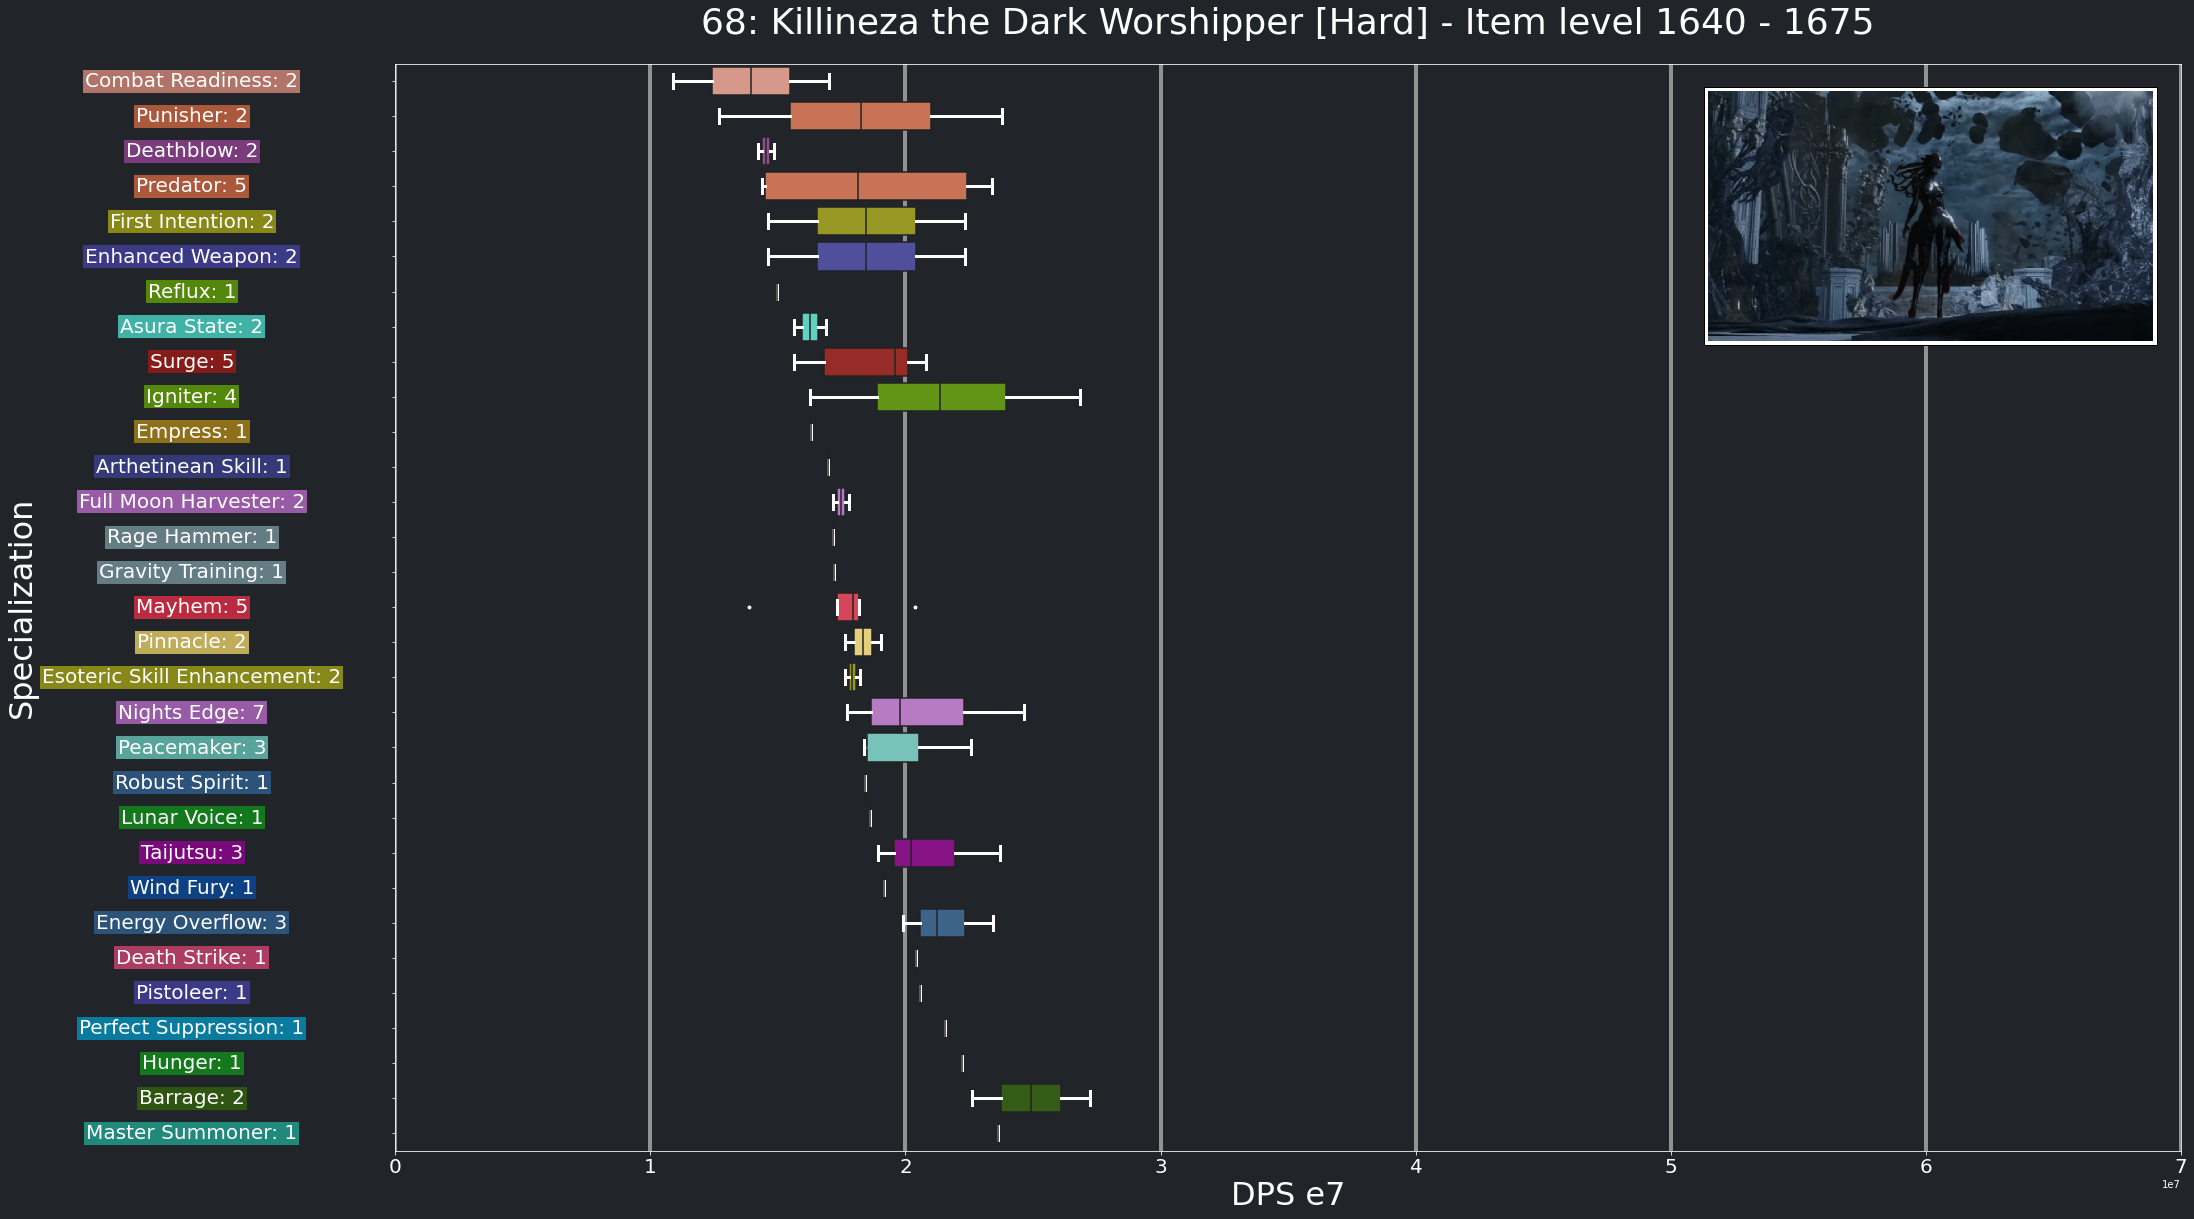 68: Killineza the Dark Worshipper [Hard] - Item level 1640 - 1675
Specialization
Combat Readiness: 2
Punisher: 2
Deathblow: 2
Predator: 5
First Intention: 2
Enhanced Weapon: 2
Reflux: 1
Asura State: 2
Surge: 5
Igniter: 4
Empress: 1
Arthetinean Skill: 1
Full Moon Harvester: 2
Rage Hammer: 1
Gravity Training: 1
Mayhem: 5
Pinnacle: 2
Esoteric Skill Enhancement: 2
Nights Edge: 7
Peacemaker: 3
Robust Spirit: 1
Lunar Voice: 1
Taijutsu: 3
Wind Fury: 1
Energy Overflow: 3
Death Strike: 1
Pistoleer: 1
Perfect Suppression: 1
Hunger: 1
Barrage: 2
Master Summoner: 1
0 1 2 3 4 5 6 7
1e7
DPS e7